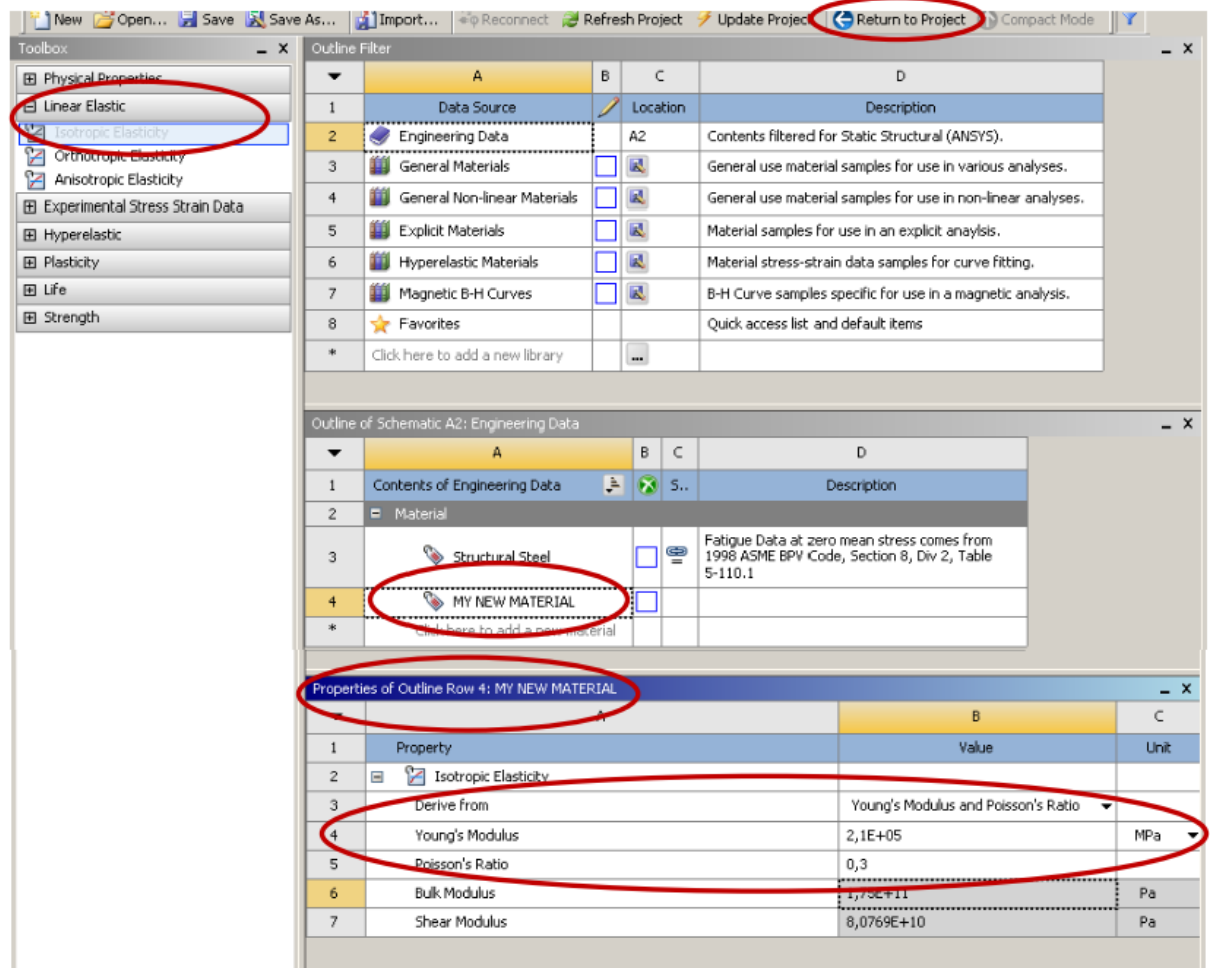 New Open... Save Save As... Import... Reconnect Refresh Project Update Project Return to Project Compact Mode
Toolbox
Physical Properties
Linear Elastic
Isotropic Elasticity
Orthotropic Elasticity
Anisotropic Elasticity
Experimental Stress Strain Data
Hyperelastic
Plasticity
Life
Strength
Outline Filter
A B C D
1 Data Source Location Description
2 Engineering Data A2 Contents filtered for Static Structural (ANSYS).
3 General Materials General use material samples for use in various analyses.
4 General Non-linear Materials General use material samples for use in non-linear analyses.
5 Explicit Materials Material samples for use in an explicit anaylsis.
6 Hyperelastic Materials Material stress-strain data samples for curve fitting.
7 Magnetic B-H Curves B-H Curve samples specific for use in a magnetic analysis.
8 Favorites Quick access list and default items
* Click here to add a new library ...
Outline of Schematic A2: Engineering Data
A B C D
1 Contents of Engineering Data S.. Description
2 Material
3 Structural Steel Fatigue Data at zero mean stress comes from
1998 ASME BPV Code, Section 8, Div 2, Table
5-110.1
4 MY NEW MATERIAL
* Click here to add a new material
Properties of Outline Row 4: MY NEW MATERIAL
A B C
1 Property Value Unit
2 Isotropic Elasticity
3 Derive from Young's Modulus and Poisson's Ratio
4 Young's Modulus 2,1E+05 MPa
5 Poisson's Ratio 0,3
6 Bulk Modulus 1,75E+11 Pa
7 Shear Modulus 8,0769E+10 Pa